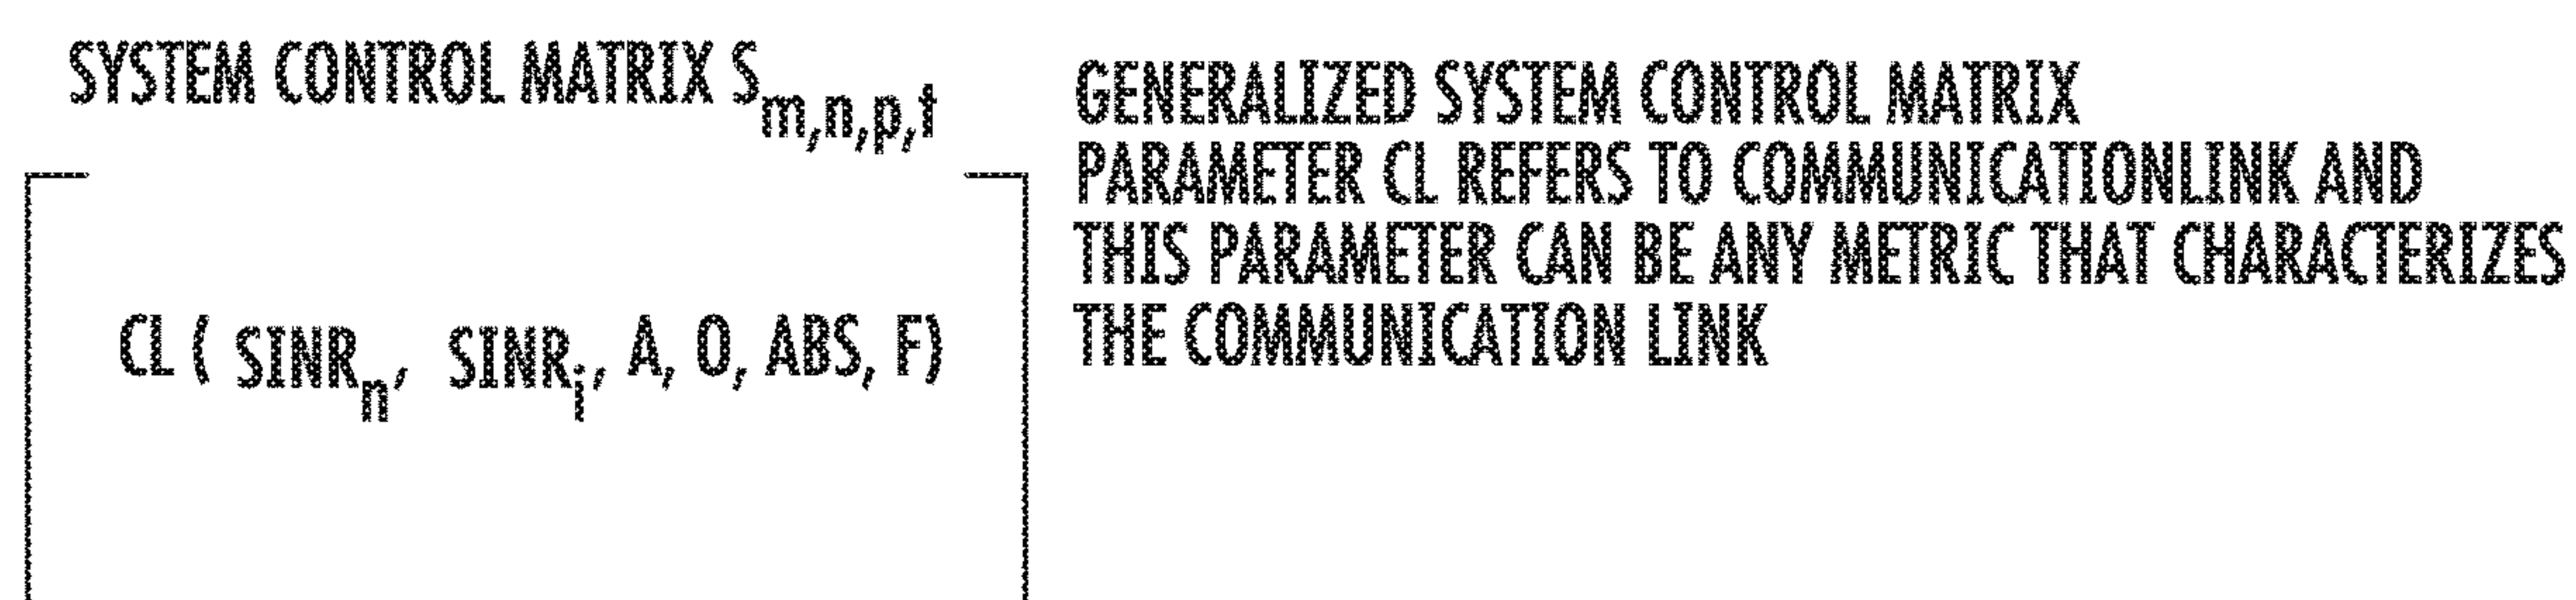 SYSTEM CONTROL MATRIX S_{m,n,p,t}
CL ( SINR_n, SINR_i, A, O, ABS, F)
GENERALIZED SYSTEM CONTROL MATRIX
PARAMETER CL REFERS TO COMMUNICATIONLINK AND
THIS PARAMETER CAN BE ANY METRIC THAT CHARACTERIZES
THE COMMUNICATION LINK